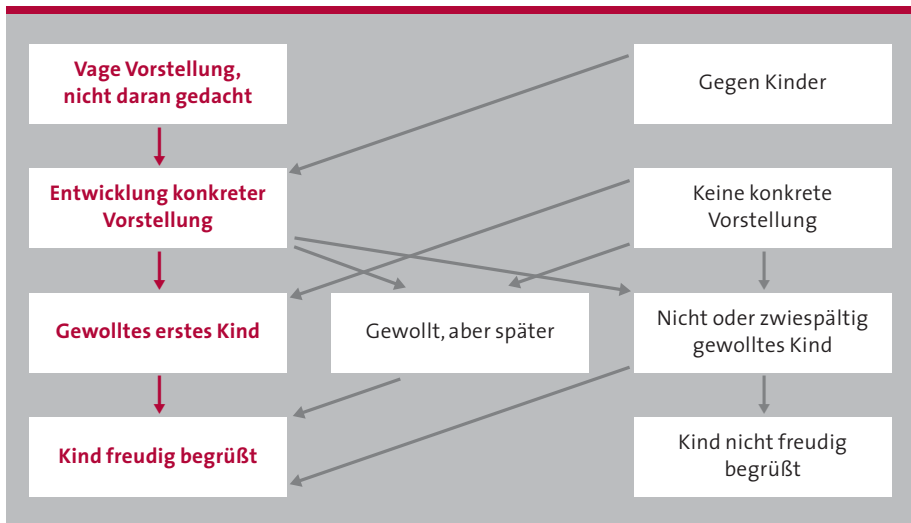 Vage Vorstellung,
nicht daran gedacht
Gegen Kinder
Entwicklung konkreter
Vorstellung
Keine konkrete
Vorstellung
Gewolltes erstes Kind
Gewollt, aber später
Nicht oder zwiespältig
gewolltes Kind
Kind freudig begrüßt
Kind nicht freudig
begrüßt